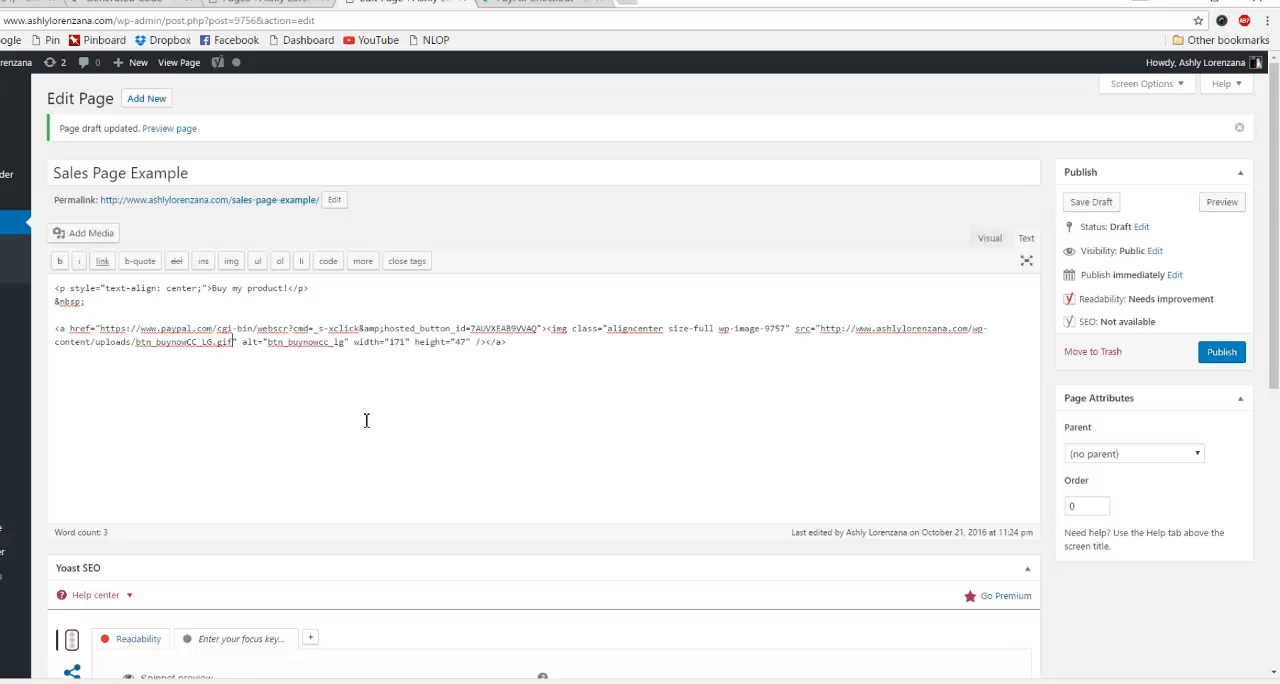 www.ashlylorenzana.com/wp-admin/post.php?post=9756&action=edit
ogle Pin Pinboard Dropbox Facebook Dashboard YouTube NLOP Other bookmarks
renzana 2 0 New View Page Howdy, Ashly Lorenzana
Screen Options Help
Edit Page Add New
Page draft updated. Preview page
Sales Page Example
Permalink: http://www.ashlylorenzana.com/sales-page-example/ Edit
Add Media
Visual Text
b i link b-quote del ins img ul ol li code more close tags
<p style="text-align: center;">Buy my product!</p>
&nbsp;
<a href="https://www.paypal.com/cgi-bin/webscr?cmd=_s-xclick&amp;hosted_button_id=7AUVXEAB9VVAQ"><img class="aligncenter size-full wp-image-9757" src="http://www.ashlylorenzana.com/wp-
content/uploads/btn_buynowCC_LG.gif" alt="btn_buynowcc_lg" width="171" height="47" /></a>
Word count: 3
Last edited by Ashly Lorenzana on October 21, 2016 at 11:24 pm
Yoast SEO
Help center
Go Premium
Readability
Enter your focus key...
+
Snippet preview
der
Publish
Save Draft Preview
Status: Draft Edit
Visibility: Public Edit
Publish immediately Edit
Readability: Needs improvement
SEO: Not available
Move to Trash Publish
Page Attributes
Parent
(no parent)
Order
0
Need help? Use the Help tab above the
screen title.